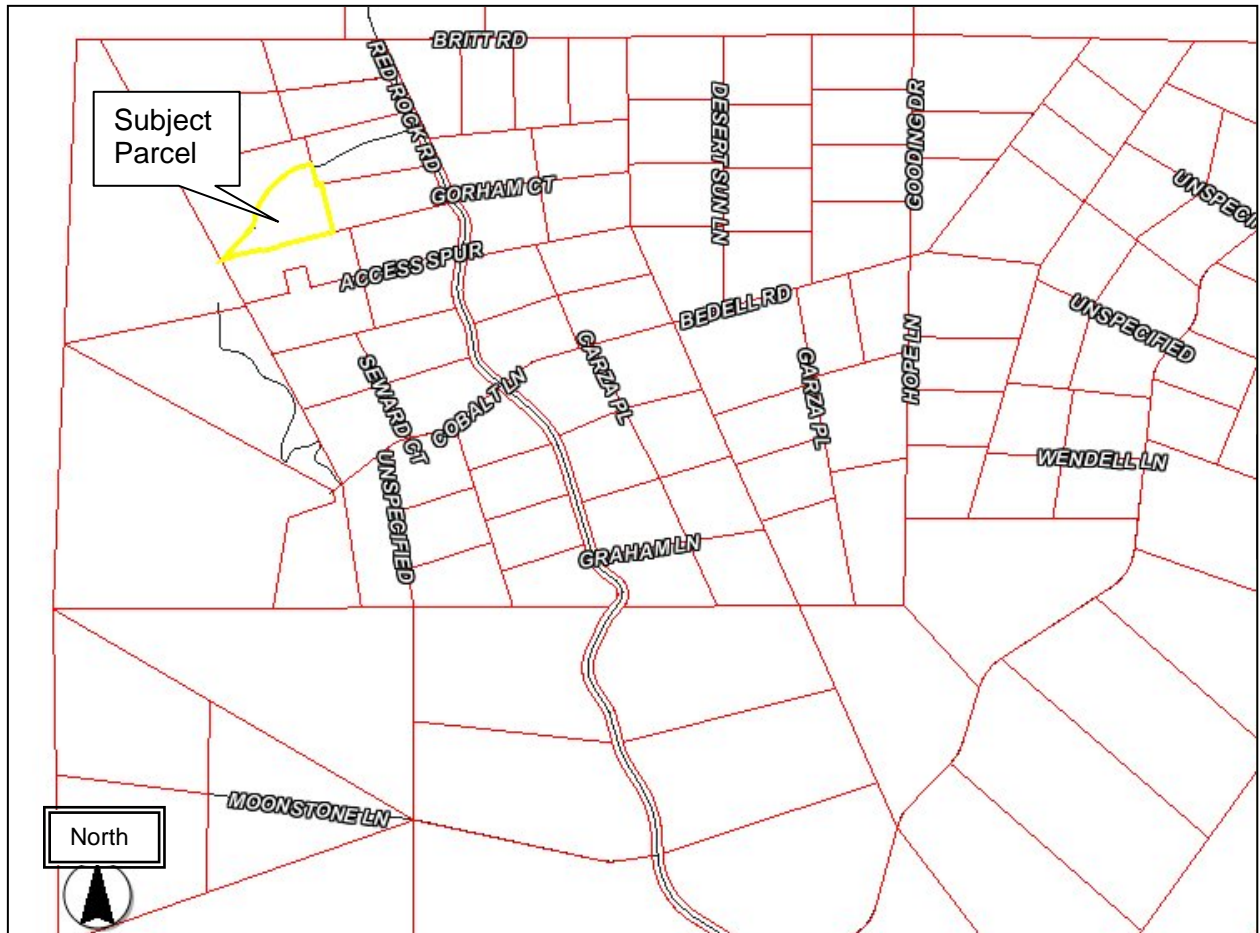 BRITT RD
RED ROCK RD
Subject
Parcel
DESERT SUN LN
GOODING DR
UNSPECI
GORHAM CT
ACCESS SPUR
BEDELL RD
UNSPECIFIED
GARZA PL
HOPE LN
GARZA PL
SEWARD CT
COBALT LN
UNSPECIFIED
WENDELL LN
GRAHAM LN
MOONSTONE LN
North